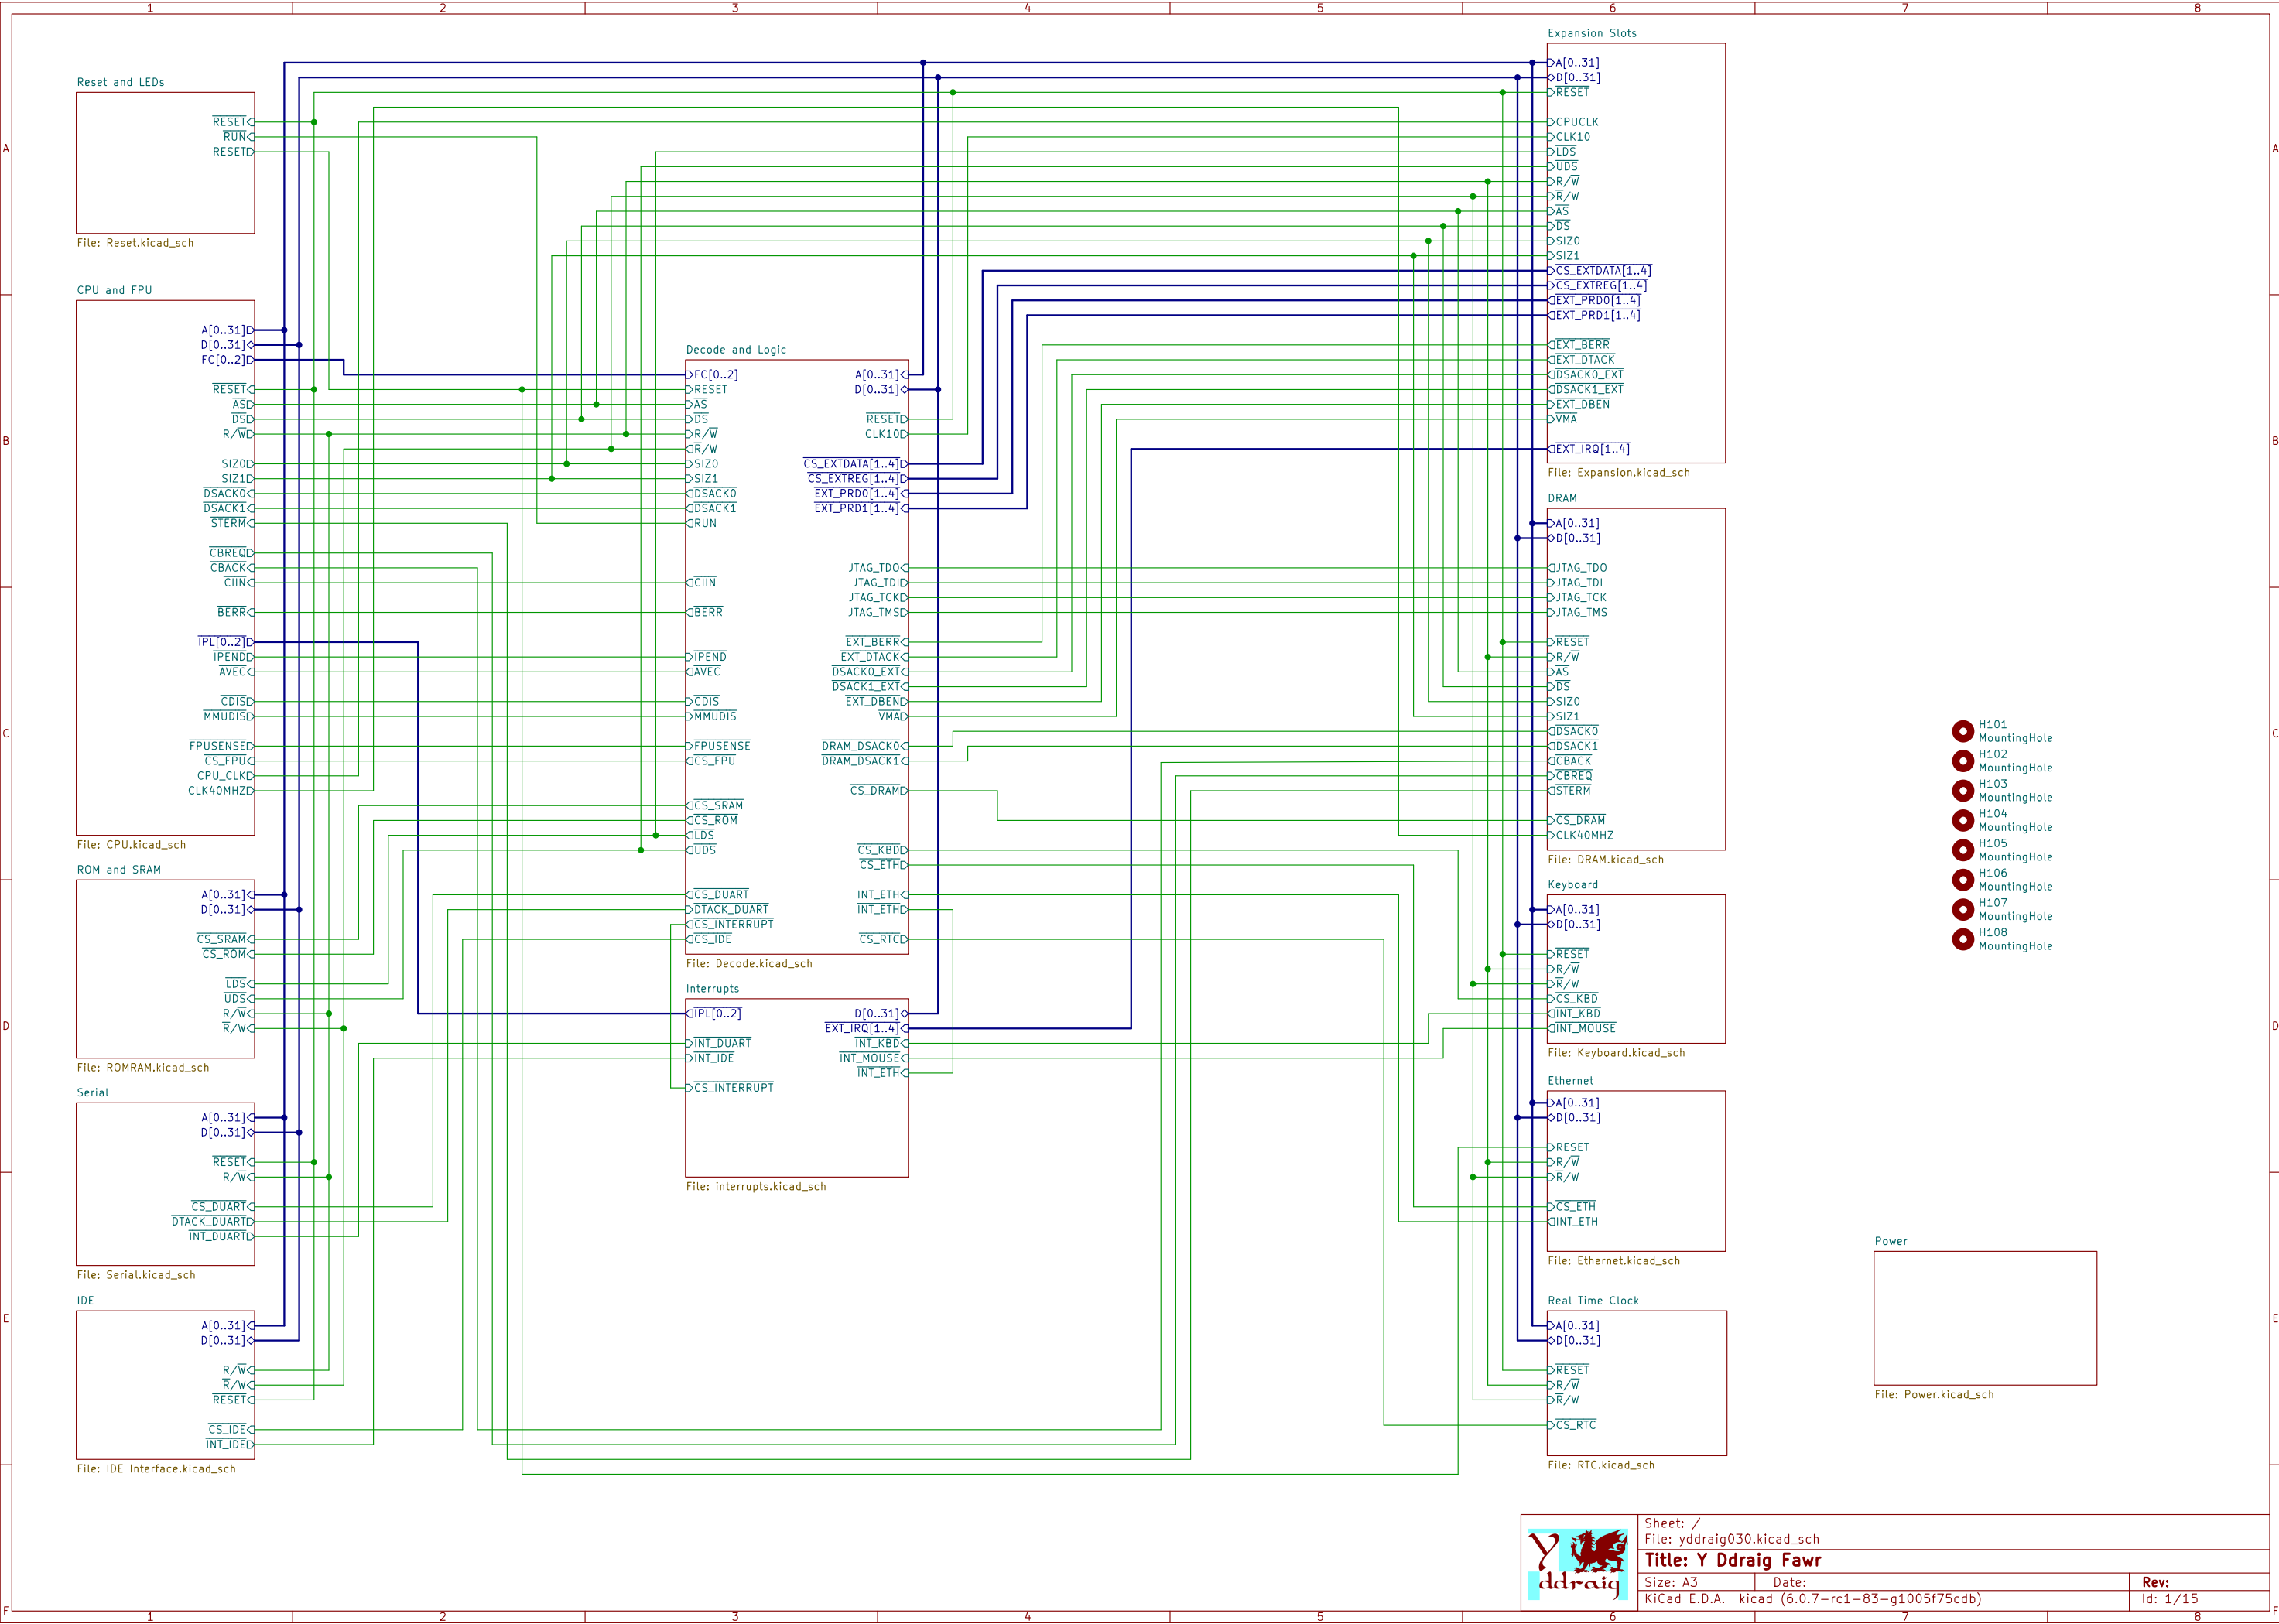 1 2 3 4 5 6 7 8
A
B
C
D
E
F
Reset and LEDs
RESET
RUN
RESET
File: Reset.kicad_sch
CPU and FPU
A[0..31]
D[0..31]
FC[0..2]
RESET
AS
DS
R/W
SIZ0
SIZ1
DSACK0
DSACK1
STERM
CBREQ
CBACK
CIIN
BERR
IPL[0..2]
IPEND
AVEC
CDIS
MMUDIS
FPUSENSE
CS_FPU
CPU_CLK
CLK40MHZ
File: CPU.kicad_sch
ROM and SRAM
A[0..31]
D[0..31]
CS_SRAM
CS_ROM
LDS
UDS
R/W
R/W
File: ROMRAM.kicad_sch
Serial
A[0..31]
D[0..31]
RESET
R/W
CS_DUART
DTACK_DUART
INT_DUART
File: Serial.kicad_sch
IDE
A[0..31]
D[0..31]
R/W
R/W
RESET
CS_IDE
INT_IDE
File: IDE Interface.kicad_sch
Decode and Logic
FC[0..2]
RESET
AS
DS
R/W
R/W
SIZ0
SIZ1
DSACK0
DSACK1
RUN
CIIN
BERR
IPEND
AVEC
CDIS
MMUDIS
FPUSENSE
CS_FPU
CS_SRAM
CS_ROM
LDS
UDS
CS_DUART
DTACK_DUART
CS_INTERRUPT
CS_IDE
A[0..31]
D[0..31]
RESET
CLK10
CS_EXTDATA[1..4]
CS_EXTREG[1..4]
EXT_PRD0[1..4]
EXT_PRD1[1..4]
JTAG_TDO
JTAG_TDI
JTAG_TCK
JTAG_TMS
EXT_BERR
EXT_DTACK
DSACK0_EXT
DSACK1_EXT
EXT_DBEN
VMA
DRAM_DSACK0
DRAM_DSACK1
CS_DRAM
CS_KBD
CS_ETH
INT_ETH
INT_ETH
CS_RTC
File: Decode.kicad_sch
Interrupts
IPL[0..2]
INT_DUART
INT_IDE
CS_INTERRUPT
D[0..31]
EXT_IRQ[1..4]
INT_KBD
INT_MOUSE
INT_ETH
File: interrupts.kicad_sch
Expansion Slots
A[0..31]
D[0..31]
RESET
CPUCLK
CLK10
LDS
UDS
R/W
R/W
AS
DS
SIZ0
SIZ1
CS_EXTDATA[1..4]
CS_EXTREG[1..4]
EXT_PRD0[1..4]
EXT_PRD1[1..4]
EXT_BERR
EXT_DTACK
DSACK0_EXT
DSACK1_EXT
EXT_DBEN
VMA
EXT_IRQ[1..4]
File: Expansion.kicad_sch
DRAM
A[0..31]
D[0..31]
JTAG_TDO
JTAG_TDI
JTAG_TCK
JTAG_TMS
RESET
R/W
AS
DS
SIZ0
SIZ1
DSACK0
DSACK1
CBACK
CBREQ
STERM
CS_DRAM
CLK40MHZ
File: DRAM.kicad_sch
Keyboard
A[0..31]
D[0..31]
RESET
R/W
R/W
CS_KBD
INT_KBD
INT_MOUSE
File: Keyboard.kicad_sch
Ethernet
A[0..31]
D[0..31]
RESET
R/W
R/W
CS_ETH
INT_ETH
File: Ethernet.kicad_sch
Real Time Clock
A[0..31]
D[0..31]
RESET
R/W
R/W
CS_RTC
File: RTC.kicad_sch
H101
MountingHole
H102
MountingHole
H103
MountingHole
H104
MountingHole
H105
MountingHole
H106
MountingHole
H107
MountingHole
H108
MountingHole
Power
File: Power.kicad_sch
Y
ddraig
Sheet: /
File: yddraig030.kicad_sch
Title: Y Ddraig Fawr
Size: A3 Date: Rev:
KiCad E.D.A. kicad (6.0.7-rc1-83-g1005f75cdb) Id: 1/15
A
B
C
D
E
F
1 2 3 4 5 6 7 8